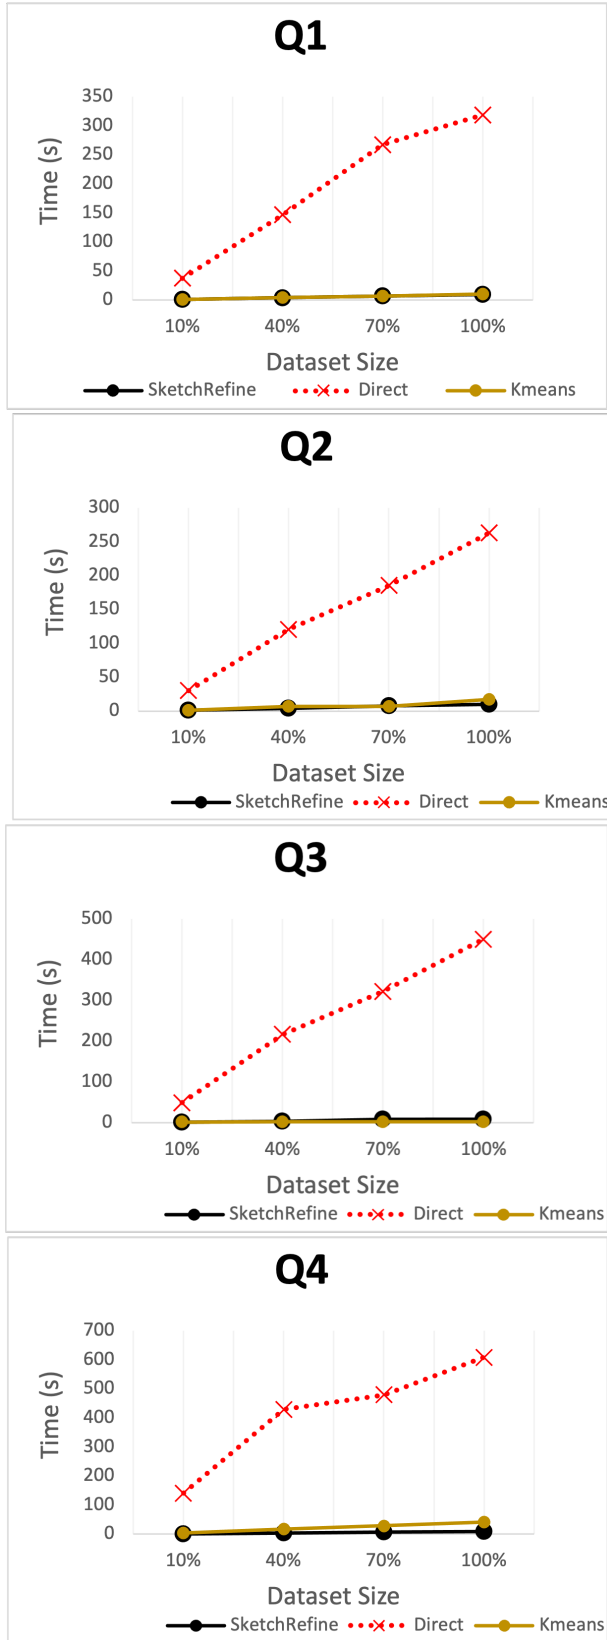 Q1
350
300
250
200
150
100
50
0
Time (s)
10% 40% 70% 100%
Dataset Size
SketchRefine Direct Kmeans
Q2
300
250
200
150
100
50
0
Time (s)
10% 40% 70% 100%
Dataset Size
SketchRefine Direct Kmeans
Q3
500
400
300
200
100
0
Time (s)
10% 40% 70% 100%
Dataset Size
SketchRefine Direct Kmeans
Q4
700
600
500
400
300
200
100
0
Time (s)
10% 40% 70% 100%
Dataset Size
SketchRefine Direct Kmeans